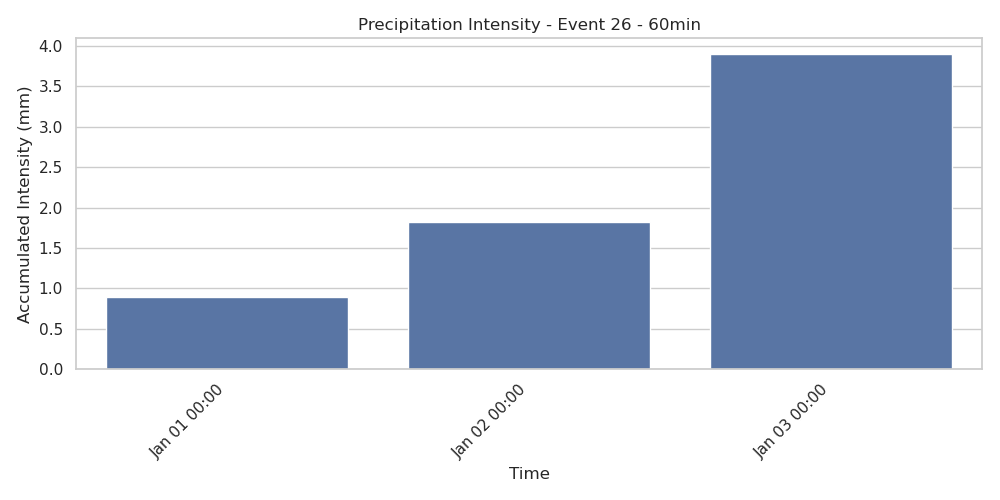 Precipitation Intensity - Event 26 - 60min
Accumulated Intensity (mm)
4.0
3.5
3.0
2.5
2.0
1.5
1.0
0.5
0.0
Jan 01 00:00
Jan 02 00:00
Jan 03 00:00
Time